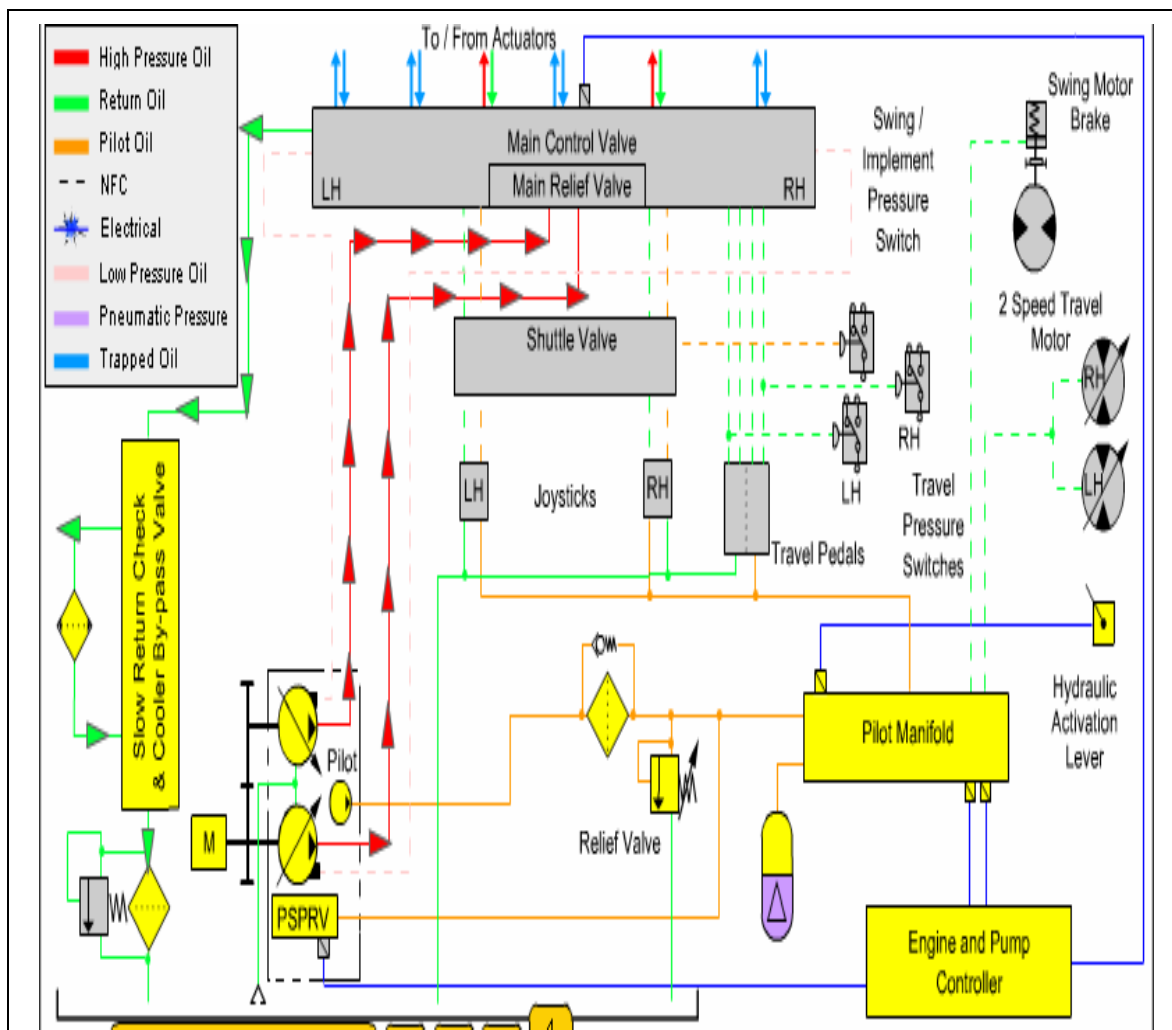 To / From Actuators
High Pressure Oil
Return Oil
Pilot Oil
NFC
Electrical
Low Pressure Oil
Pneumatic Pressure
Trapped Oil
Main Control Valve
Main Relief Valve
LH
RH
Swing /
Implement
Pressure
Switch
Swing Motor
Brake
2 Speed Travel
Motor
Shuttle Valve
RH
LH
RH
LH
LH
Joysticks
RH
Travel Pedals
Travel
Pressure
Switches
Slow Return Check
& Cooler By-pass Valve
Hydraulic
Activation
Lever
Pilot
Pilot Manifold
Relief Valve
M
PSPRV
Engine and Pump
Controller
4